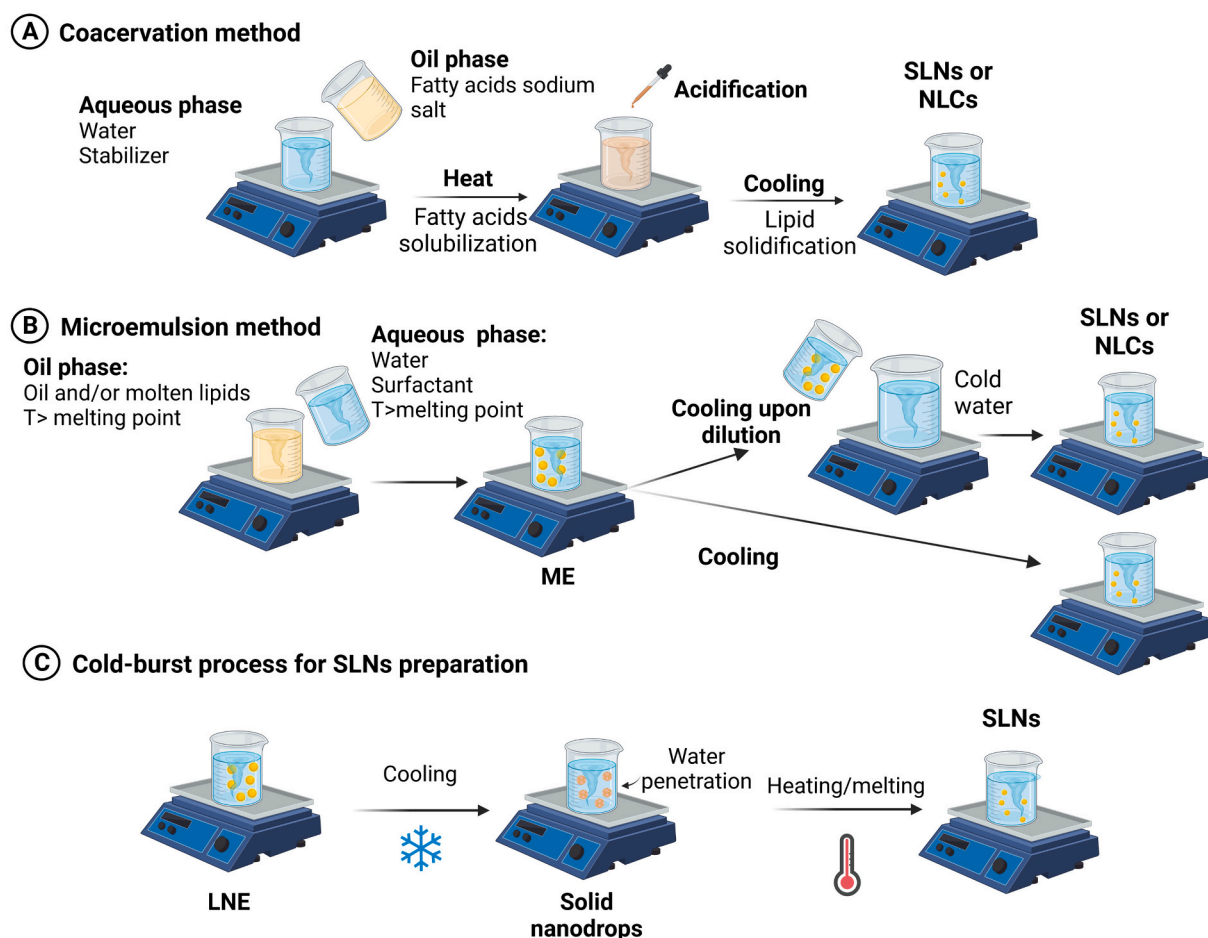 A Coacervation method
Aqueous phase
Water
Stabilizer
Oil phase
Fatty acids sodium
salt
Heat
Fatty acids
solubilization
Acidification
Cooling
Lipid
solidification
SLNs or
NLCs
B Microemulsion method
Oil phase:
Oil and/or molten lipids
T> melting point
Aqueous phase:
Water
Surfactant
T>melting point
ME
Cooling upon
dilution
Cold
water
SLNs or
NLCs
Cooling
C Cold-burst process for SLNs preparation
LNE
Cooling
Water
penetration
Solid
nanodrops
Heating/melting
SLNs